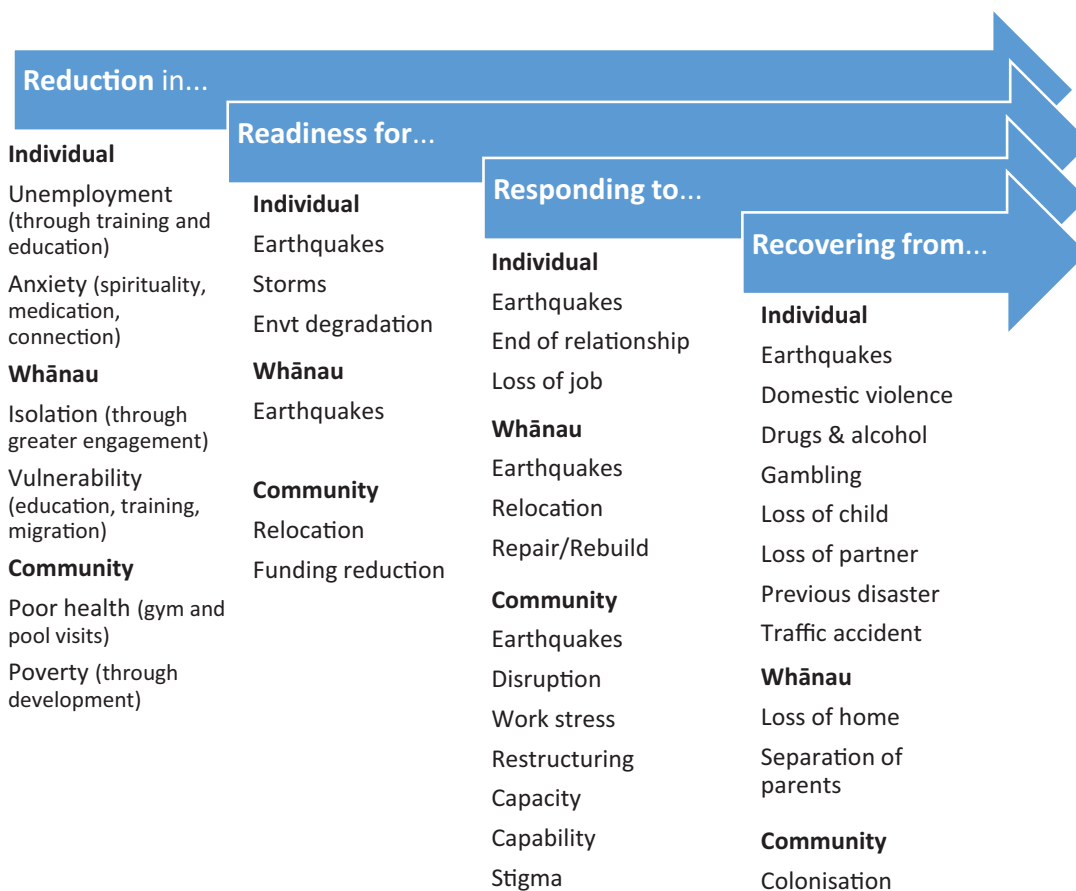 Reduction in...
Individual
Unemployment
(through training and
education)
Anxiety (spirituality,
medication,
connection)
Whānau
Isolation (through
greater engagement)
Vulnerability
(education, training,
migration)
Community
Poor health (gym and
pool visits)
Poverty (through
development)
Readiness for...
Individual
Earthquakes
Storms
Envt degradation
Whānau
Earthquakes
Community
Relocation
Funding reduction
Responding to...
Individual
Earthquakes
End of relationship
Loss of job
Whānau
Earthquakes
Relocation
Repair/Rebuild
Community
Earthquakes
Disruption
Work stress
Restructuring
Capacity
Capability
Stigma
Recovering from...
Individual
Earthquakes
Domestic violence
Drugs & alcohol
Gambling
Loss of child
Loss of partner
Previous disaster
Traffic accident
Whānau
Loss of home
Separation of
parents
Community
Colonisation